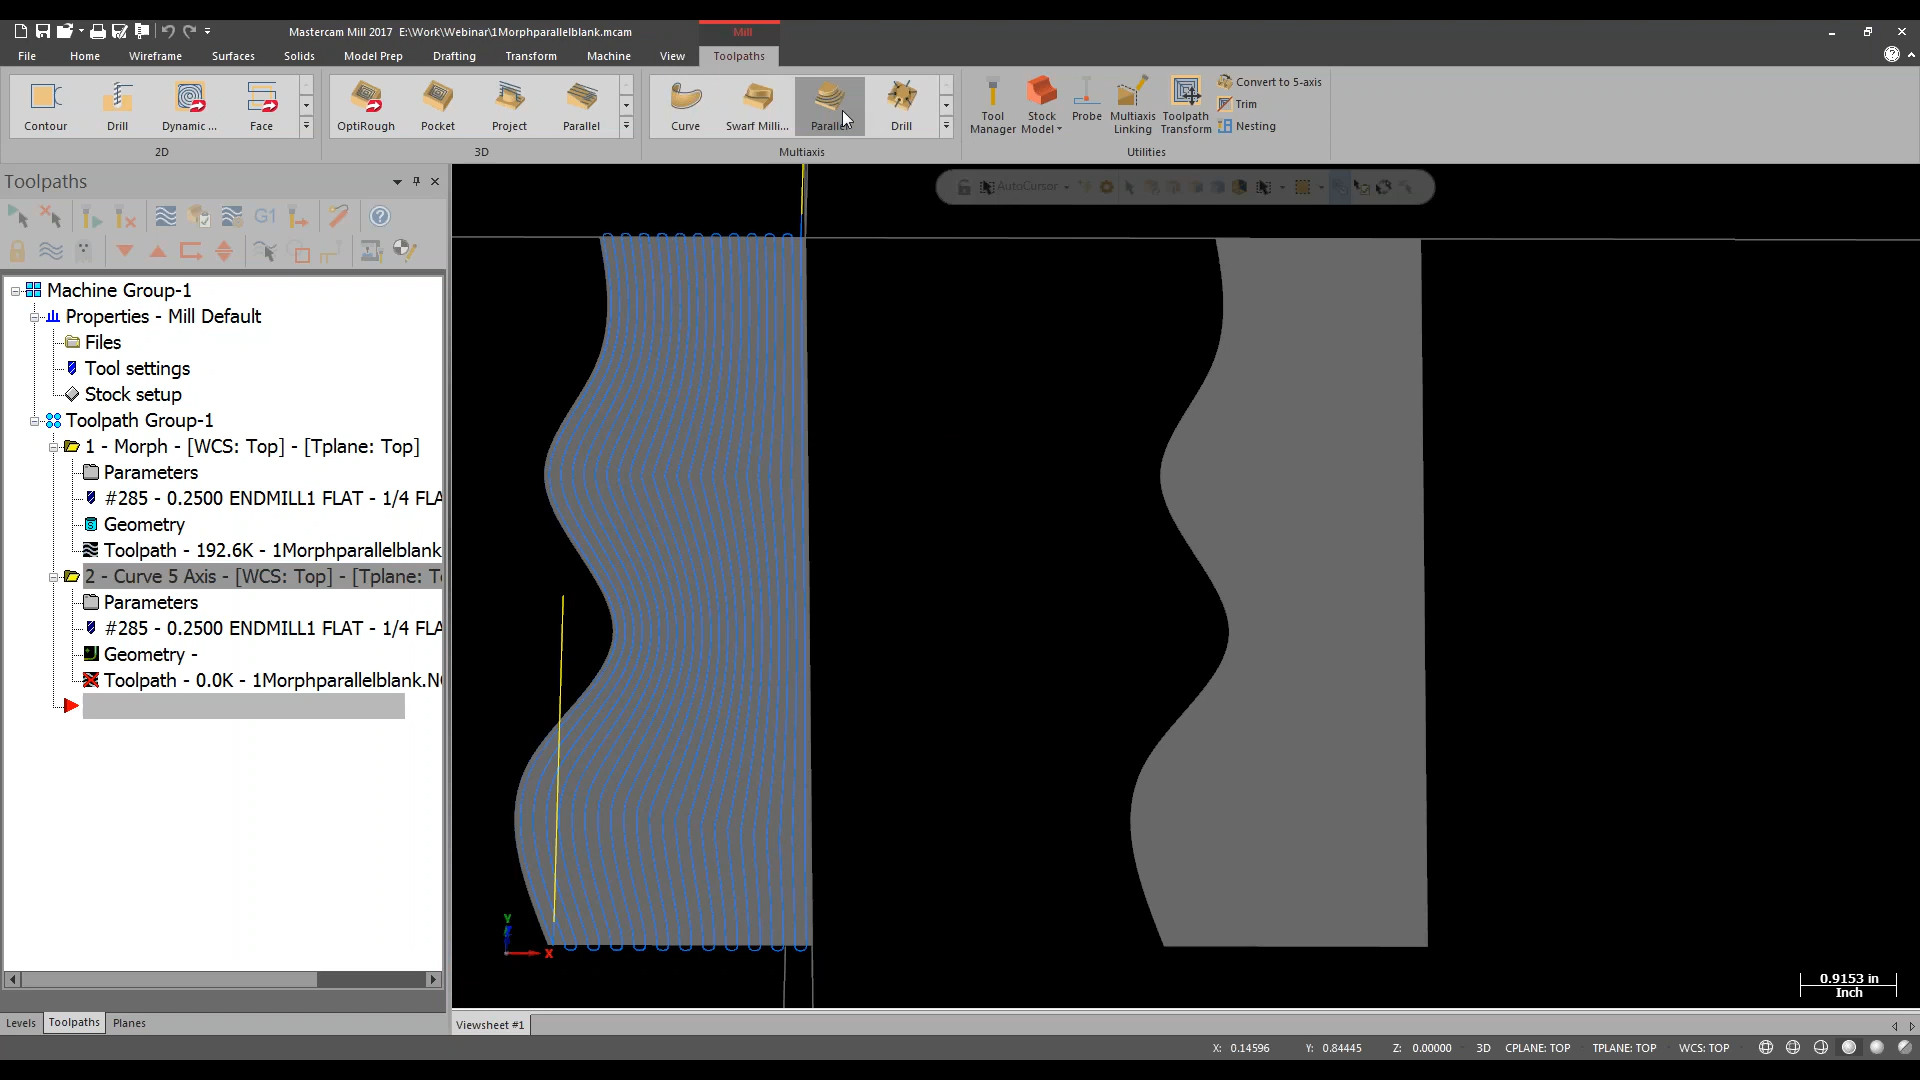 Mastercam Mill 2017 E:\Work\Webinar\1Morphparallelblank.mcam
Mill
File Home Wireframe Surfaces Solids Model Prep Drafting Transform Machine View Toolpaths
Contour Drill Dynamic ... Face
2D
OptiRough Pocket Project Parallel
3D
Curve Swarf Milli... Parallel Drill
Multiaxis
Tool Manager
Stock Model
Probe
Multiaxis Linking
Toolpath Transform
Convert to 5-axis
Trim
Nesting
Utilities
Toolpaths
G1
AutoCursor
Machine Group-1
Properties - Mill Default
Files
Tool settings
Stock setup
Toolpath Group-1
1 - Morph - [WCS: Top] - [Tplane: Top]
Parameters
#285 - 0.2500 ENDMILL1 FLAT - 1/4 FLA
Geometry
Toolpath - 192.6K - 1Morphparallelblank
2 - Curve 5 Axis - [WCS: Top] - [Tplane: T
Parameters
#285 - 0.2500 ENDMILL1 FLAT - 1/4 FLA
Geometry -
Toolpath - 0.0K - 1Morphparallelblank.N
Y
X
0.9153 in
Inch
Levels Toolpaths Planes
Viewsheet #1
X: 0.14596 Y: 0.84445 Z: 0.00000 3D CPLANE: TOP TPLANE: TOP WCS: TOP